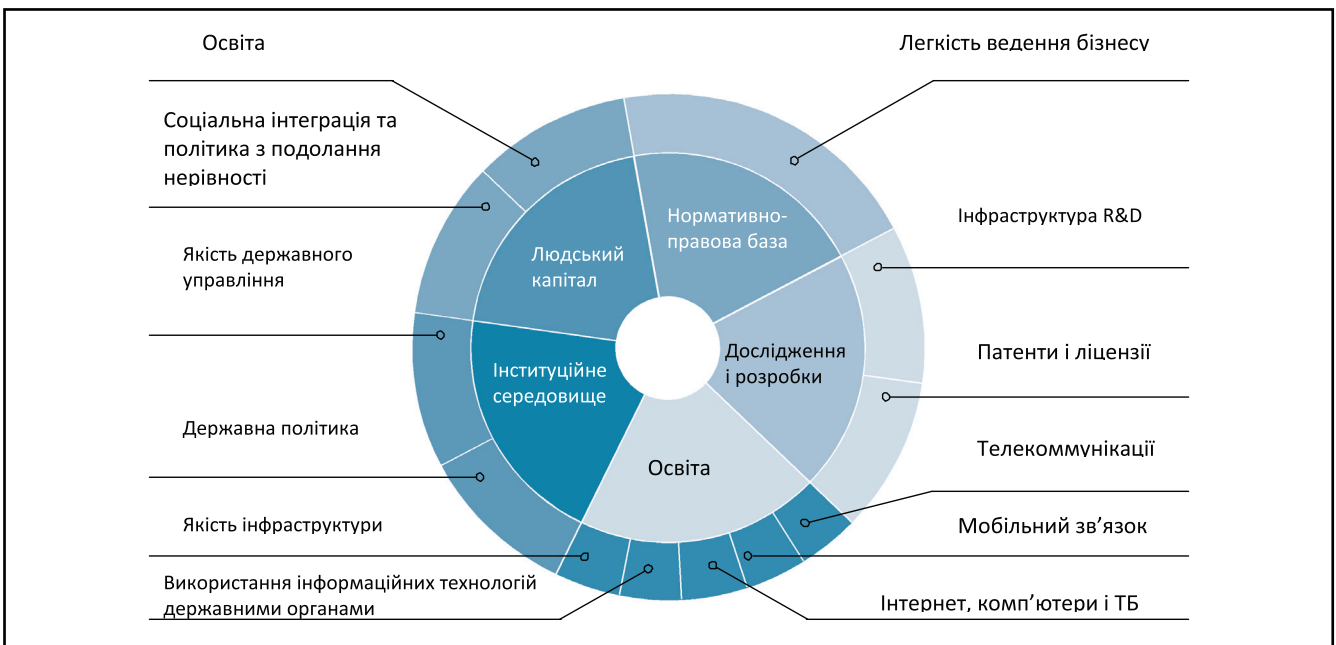 Освіта
Соціальна інтеграція та
політика з подолання
нерівності
Якість державного
управління
Державна політика
Якість інфраструктури
Використання інформаційних технологій
державними органами
Людський
капітал
Нормативно-
правова база
Інституційне
середовище
Дослідження
і розробки
Освіта
Легкість ведення бізнесу
Інфраструктура R&D
Патенти і ліцензії
Телекоммунікації
Мобільний зв’язок
Інтернет, комп’ютери і ТБ